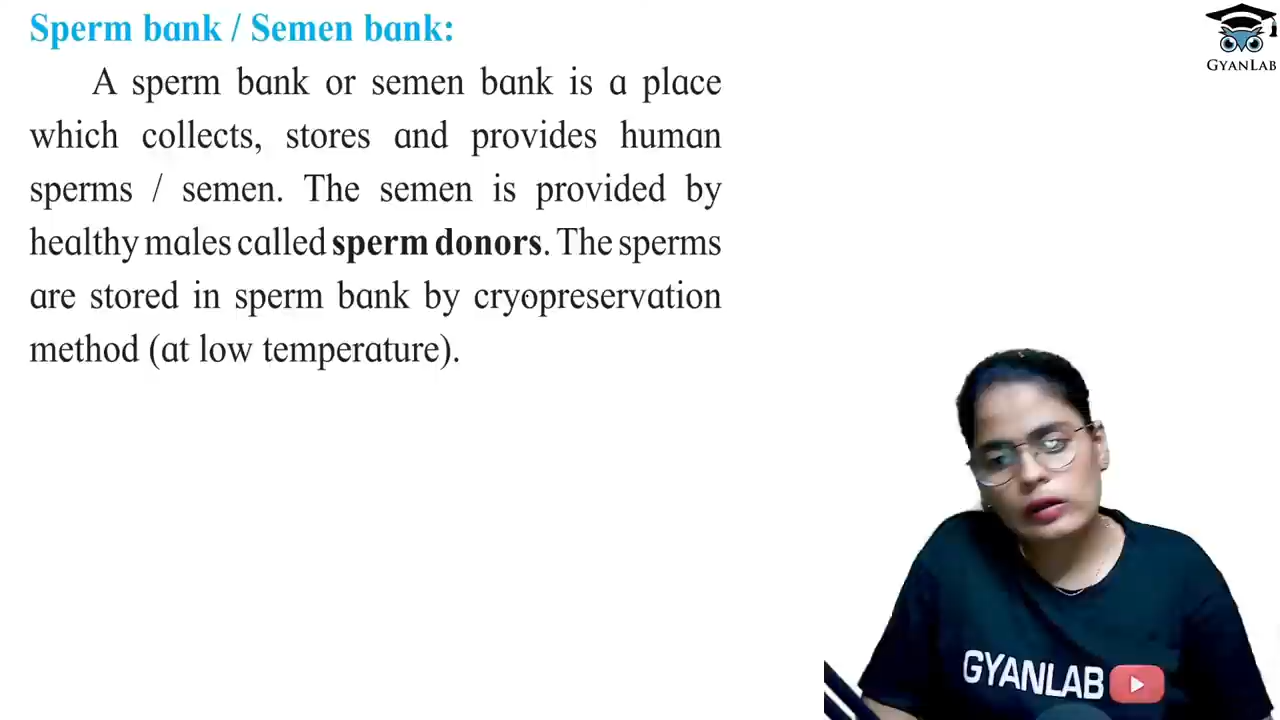 Sperm bank / Semen bank:
A sperm bank or semen bank is a place
which collects, stores and provides human
sperms / semen. The semen is provided by
healthy males called sperm donors. The sperms
are stored in sperm bank by cryopreservation
method (at low temperature).
GYANLAB
GYANLAB